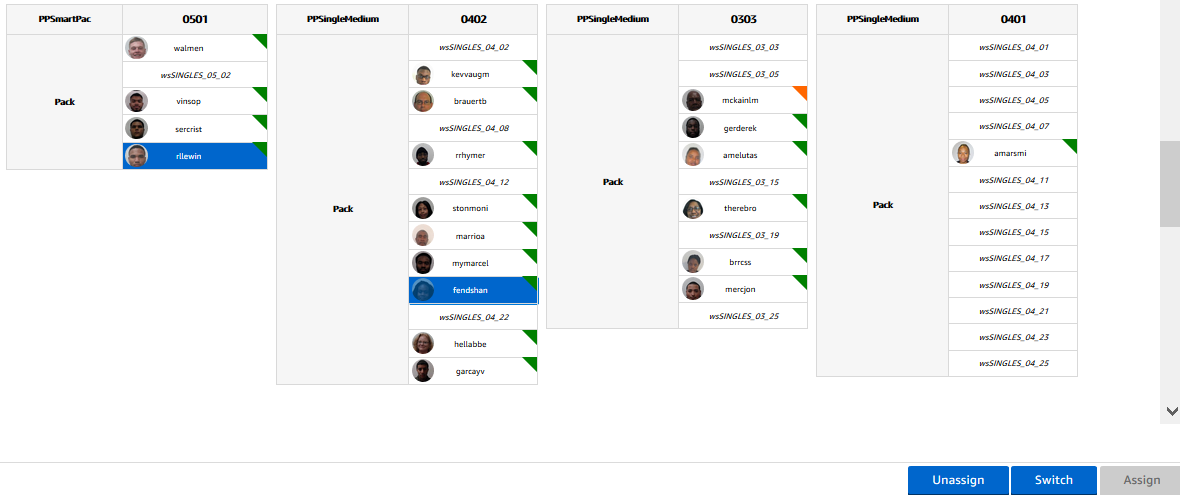 PPSmartPac 0501
Pack
walmen
wsSINGLES_05_02
vinsop
sercrist
rllewin
PPSingleMedium 0402
Pack
wsSINGLES_04_02
kevvaugm
brauertb
wsSINGLES_04_08
rrhymer
wsSINGLES_04_12
stonmoni
marrioa
mymarcel
fendshan
wsSINGLES_04_22
hellabbe
garcayv
PPSingleMedium 0303
Pack
wsSINGLES_03_03
wsSINGLES_03_05
mckainlm
gerderek
amelutas
wsSINGLES_03_15
therebro
wsSINGLES_03_19
brrcss
mercjon
wsSINGLES_03_25
PPSingleMedium 0401
Pack
wsSINGLES_04_01
wsSINGLES_04_03
wsSINGLES_04_05
wsSINGLES_04_07
amarsmi
wsSINGLES_04_11
wsSINGLES_04_13
wsSINGLES_04_15
wsSINGLES_04_17
wsSINGLES_04_19
wsSINGLES_04_21
wsSINGLES_04_23
wsSINGLES_04_25
Unassign Switch Assign